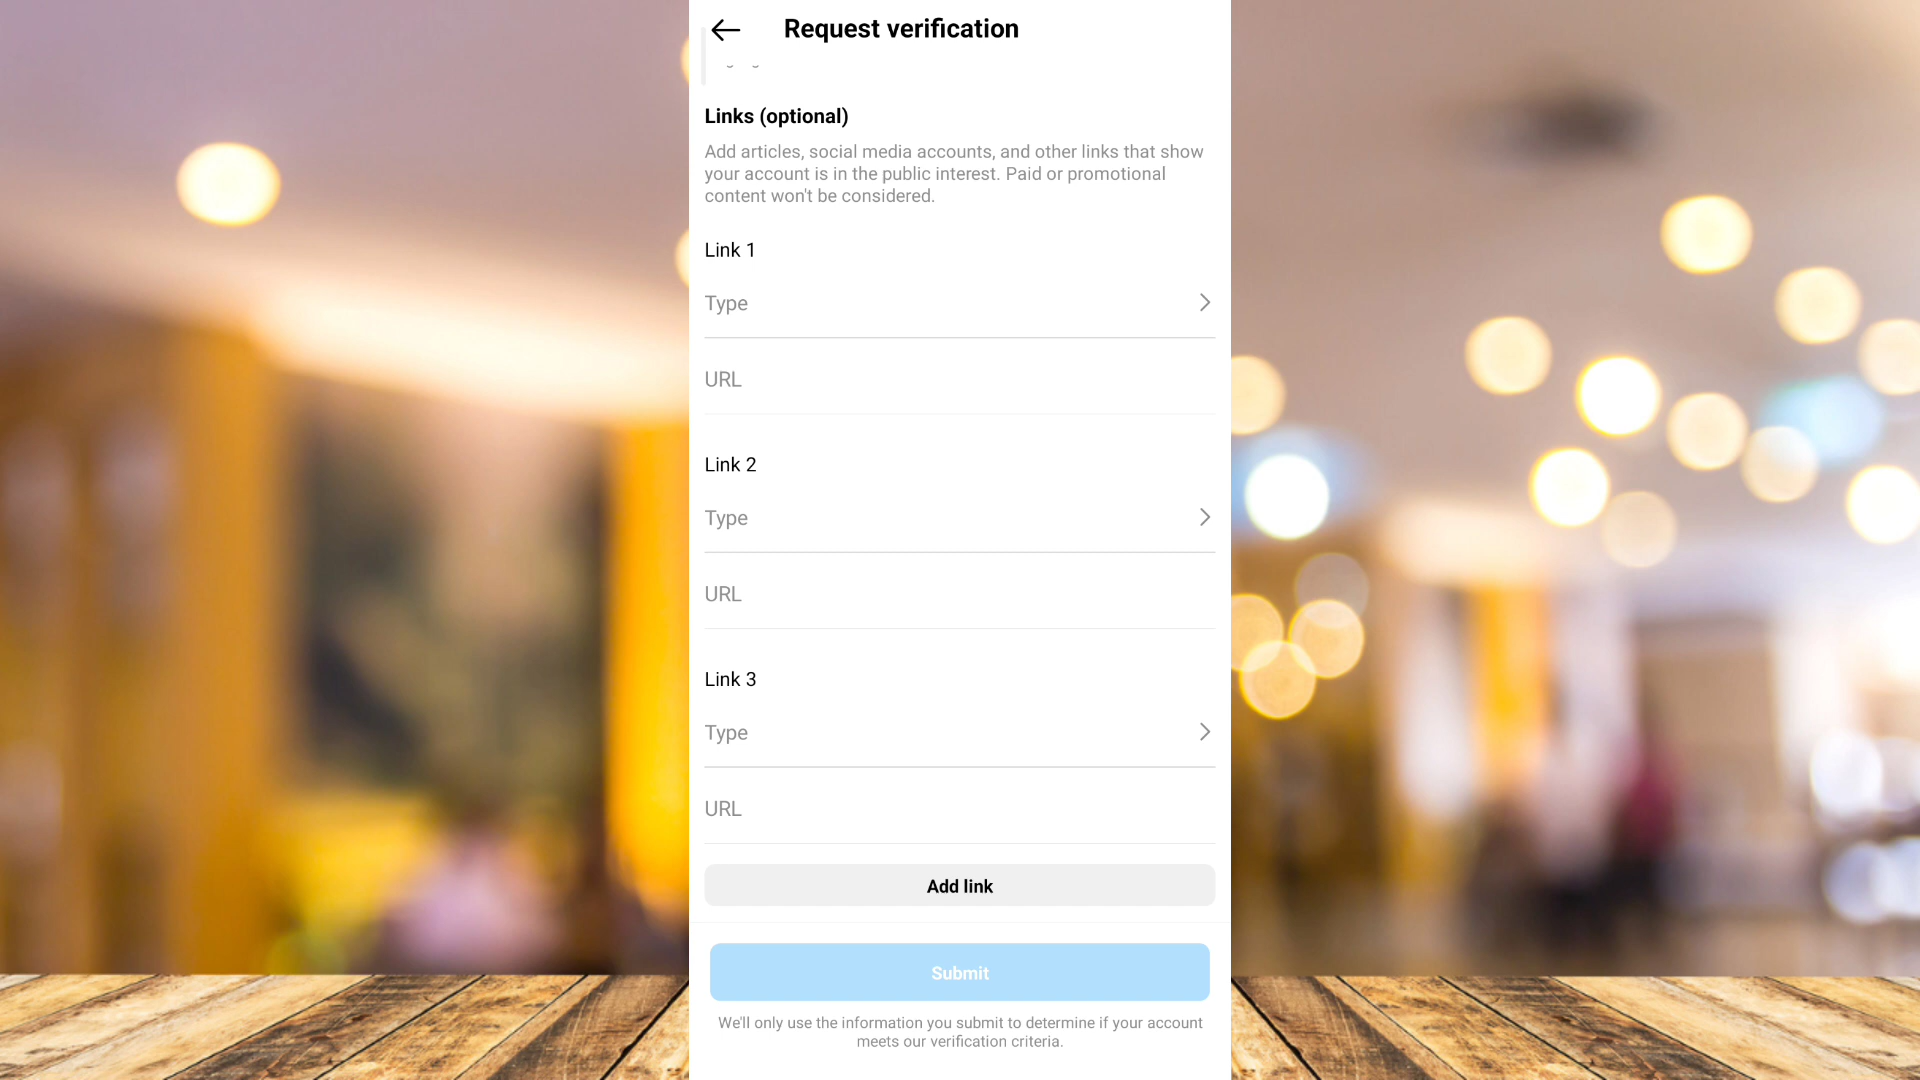 Request verification
Links (optional)
Add articles, social media accounts, and other links that show
your account is in the public interest. Paid or promotional
content won't be considered.
Link 1
Type
URL
Link 2
Type
URL
Link 3
Type
URL
Add link
Submit
We'll only use the information you submit to determine if your account
meets our verification criteria.